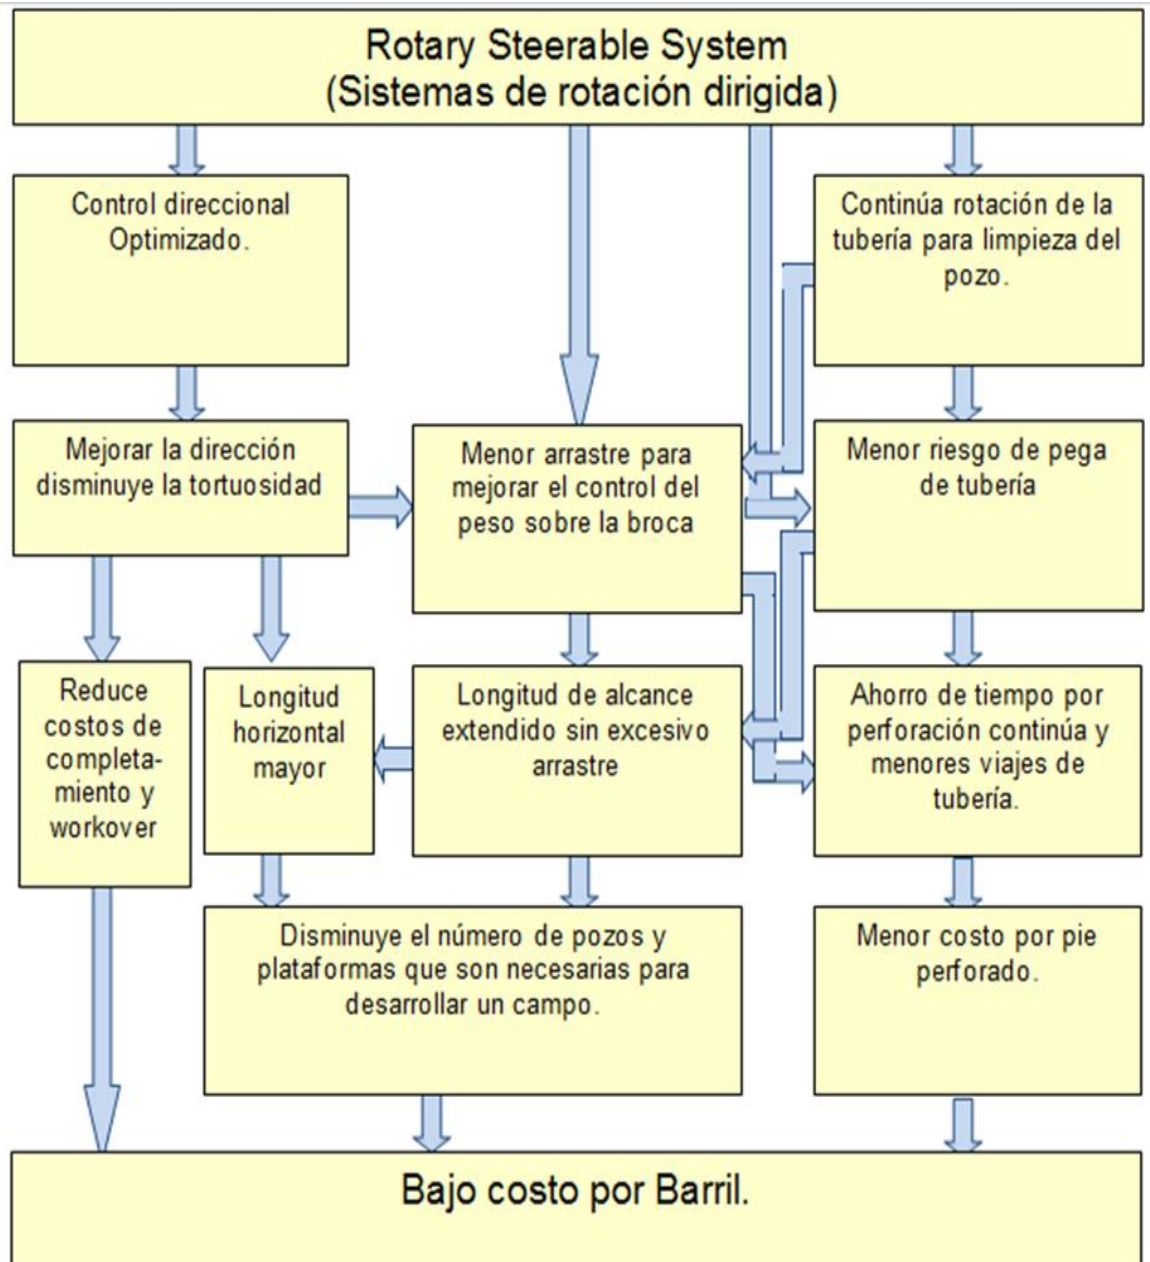 Rotary Steerable System
(Sistemas de rotación dirigida)
Control direccional
Optimizado.
Continúa rotación de la
tubería para limpieza del
pozo.
Mejorar la dirección
disminuye la tortuosidad
Menor arrastre para
mejorar el control del
peso sobre la broca
Menor riesgo de pega
de tubería
Reduce
costos de
completa-
miento y
workover
Longitud
horizontal
mayor
Longitud de alcance
extendido sin excesivo
arrastre
Ahorro de tiempo por
perforación continúa y
menores viajes de
tubería.
Disminuye el número de pozos y
plataformas que son necesarias para
desarrollar un campo.
Menor costo por pie
perforado.
Bajo costo por Barril.